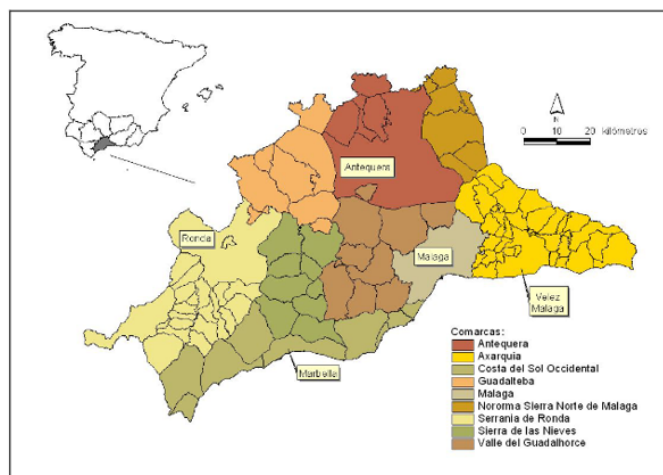 0 10 20 kilómetros
Antequera
Ronda
Malaga
Velez
Malaga
Marbella
Comarcas:
Antequera
Axarquia
Costa del Sol Occidental
Guadalteba
Malaga
Nororma Sierra Norte de Malaga
Serrania de Ronda
Sierra de las Nieves
Valle del Guadalhorce